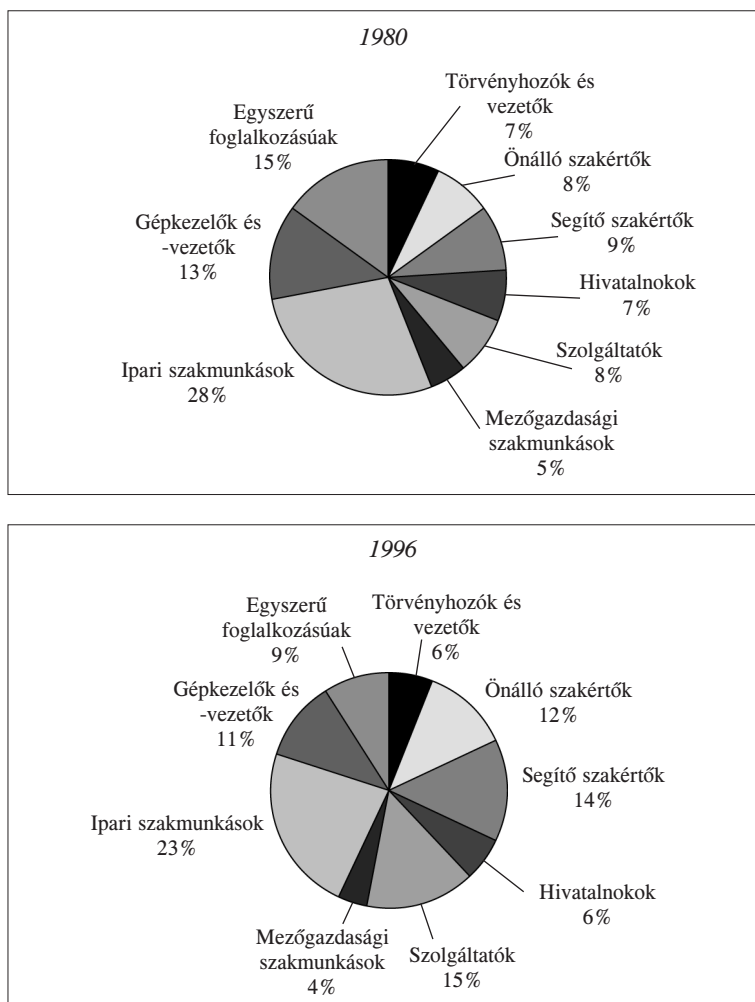 1980
Törvényhozók és
vezetők
7%
Önálló szakértők
8%
Segítő szakértők
9%
Hivatalnokok
7%
Szolgáltatók
8%
Mezőgazdasági
szakmunkások
5%
Ipari szakmunkások
28%
Gépkezelők és
-vezetők
13%
Egyszerű
foglalkozásúak
15%
1996
Törvényhozók és
vezetők
6%
Önálló szakértők
12%
Segítő szakértők
14%
Hivatalnokok
6%
Szolgáltatók
15%
Mezőgazdasági
szakmunkások
4%
Ipari szakmunkások
23%
Gépkezelők és
-vezetők
11%
Egyszerű
foglalkozásúak
9%